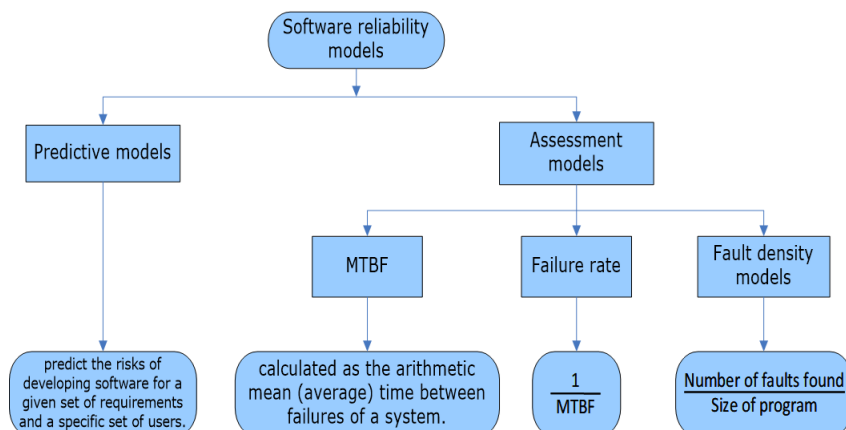 Software reliability
models
Predictive models
Assessment
models
MTBF
Failure rate
Fault density
models
predict the risks of
developing software for a
given set of requirements
and a specific set of users.
calculated as the arithmetic
mean (average) time between
failures of a system.
1
MTBF
Number of faults found
Size of program